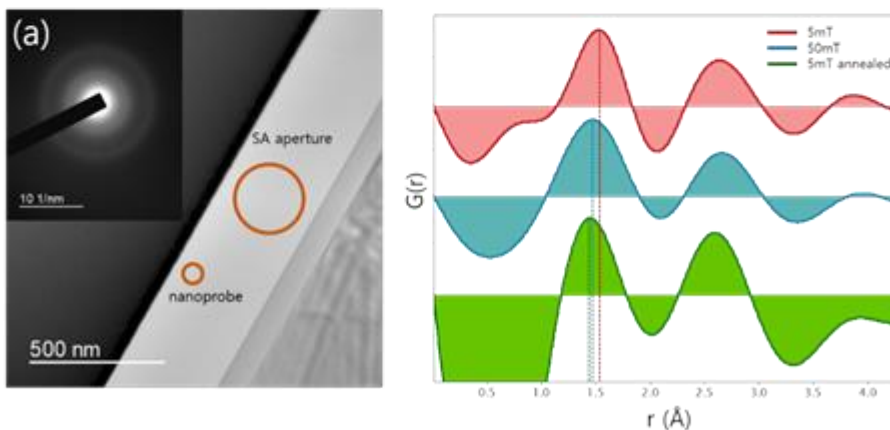 (a)
SA aperture
10 1/nm
nanoprobe
500 nm
5mT
50mT
5mT annealed
G(r)
0.5 1.0 1.5 2.0 2.5 3.0 3.5 4.0
r (Å)